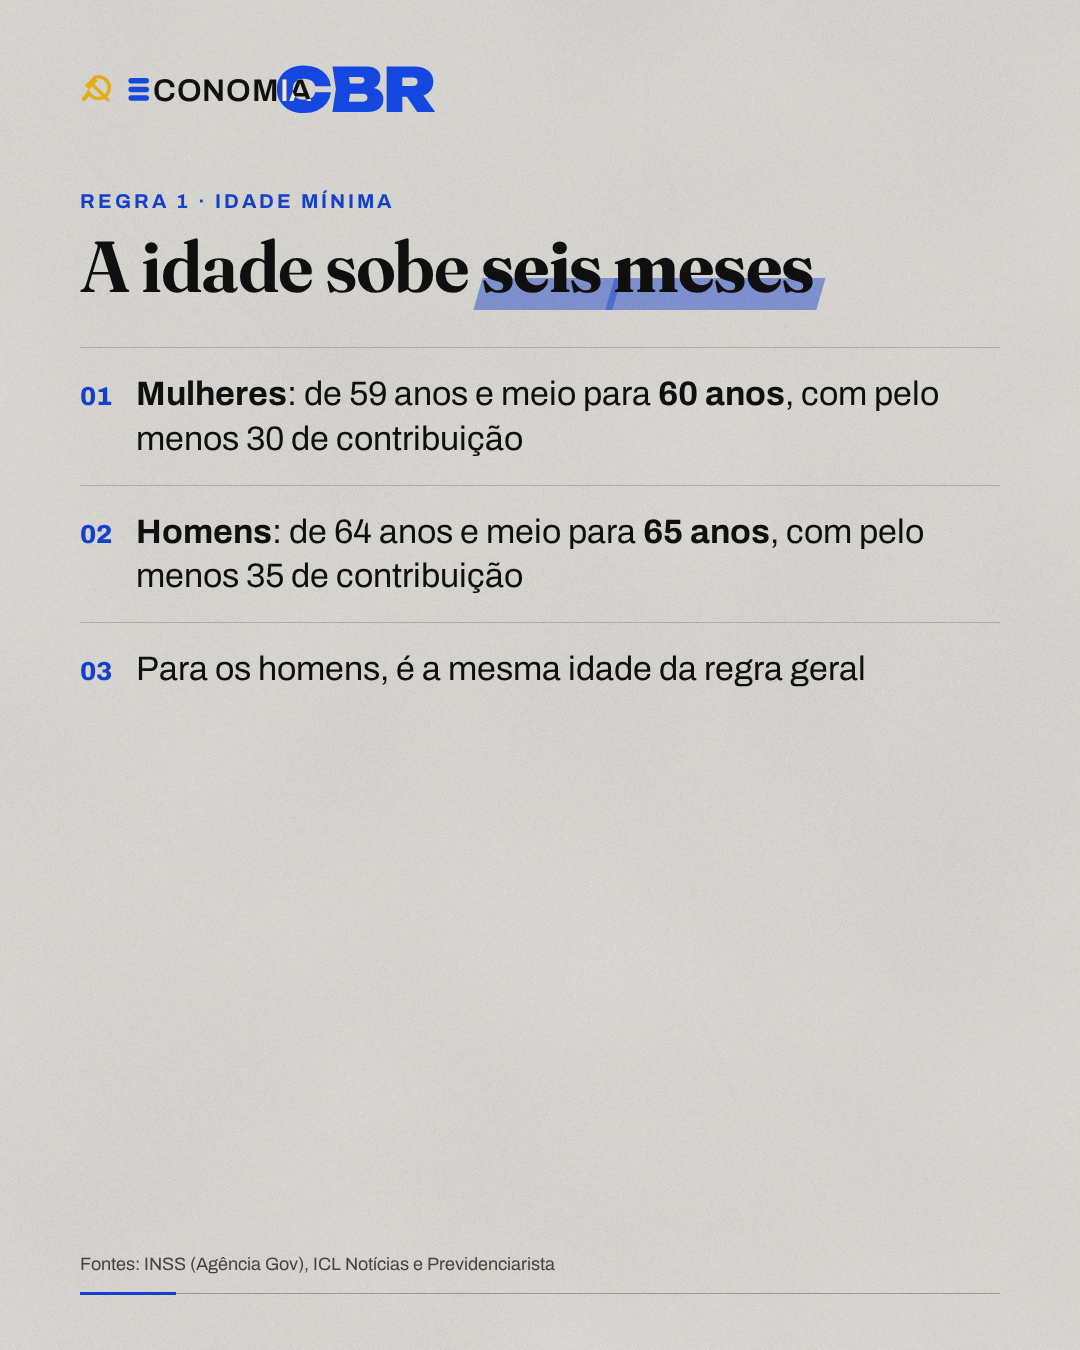 ECONOMIA CBR
REGRA 1 · IDADE MÍNIMA
A idade sobe seis meses
01 Mulheres: de 59 anos e meio para 60 anos, com pelo
menos 30 de contribuição
02 Homens: de 64 anos e meio para 65 anos, com pelo
menos 35 de contribuição
03 Para os homens, é a mesma idade da regra geral
Fontes: INSS (Agência Gov), ICL Notícias e Previdenciarista